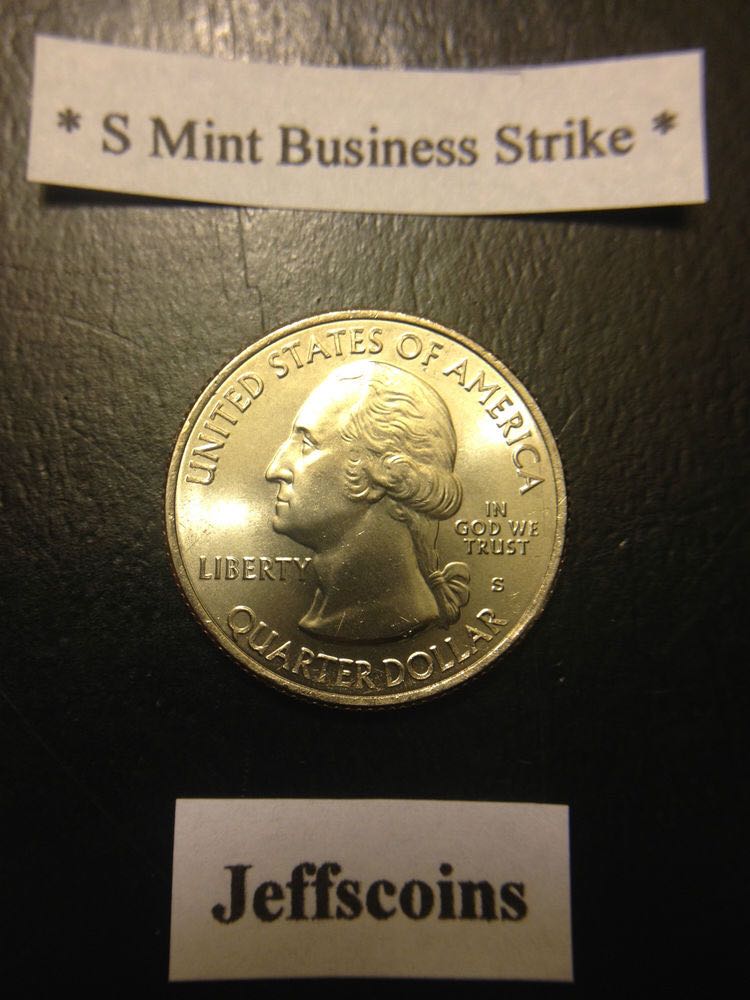 * S Mint Business Strike *
UNITED STATES OF AMERICA
IN
GOD WE
TRUST
LIBERTY
S
QUARTER DOLLAR
Jeffscoins